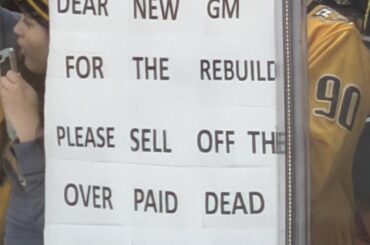 DEAR NEW GM
FOR THE REBUILD
PLEASE SELL OFF THE
OVER PAID DEAD
90